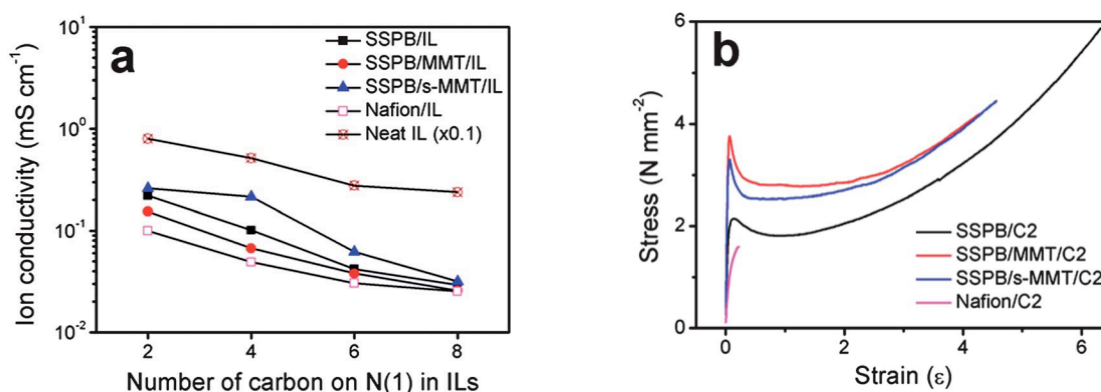 a
Ion conductivity (mS cm⁻¹)
10¹
10⁰
10⁻¹
10⁻²
2 4 6 8
Number of carbon on N(1) in ILs
SSPB/IL
SSPB/MMT/IL
SSPB/s-MMT/IL
Nafion/IL
Neat IL (x0.1)
b
Stress (N mm⁻²)
6
4
2
0
0 2 4 6
Strain (ε)
SSPB/C2
SSPB/MMT/C2
SSPB/s-MMT/C2
Nafion/C2